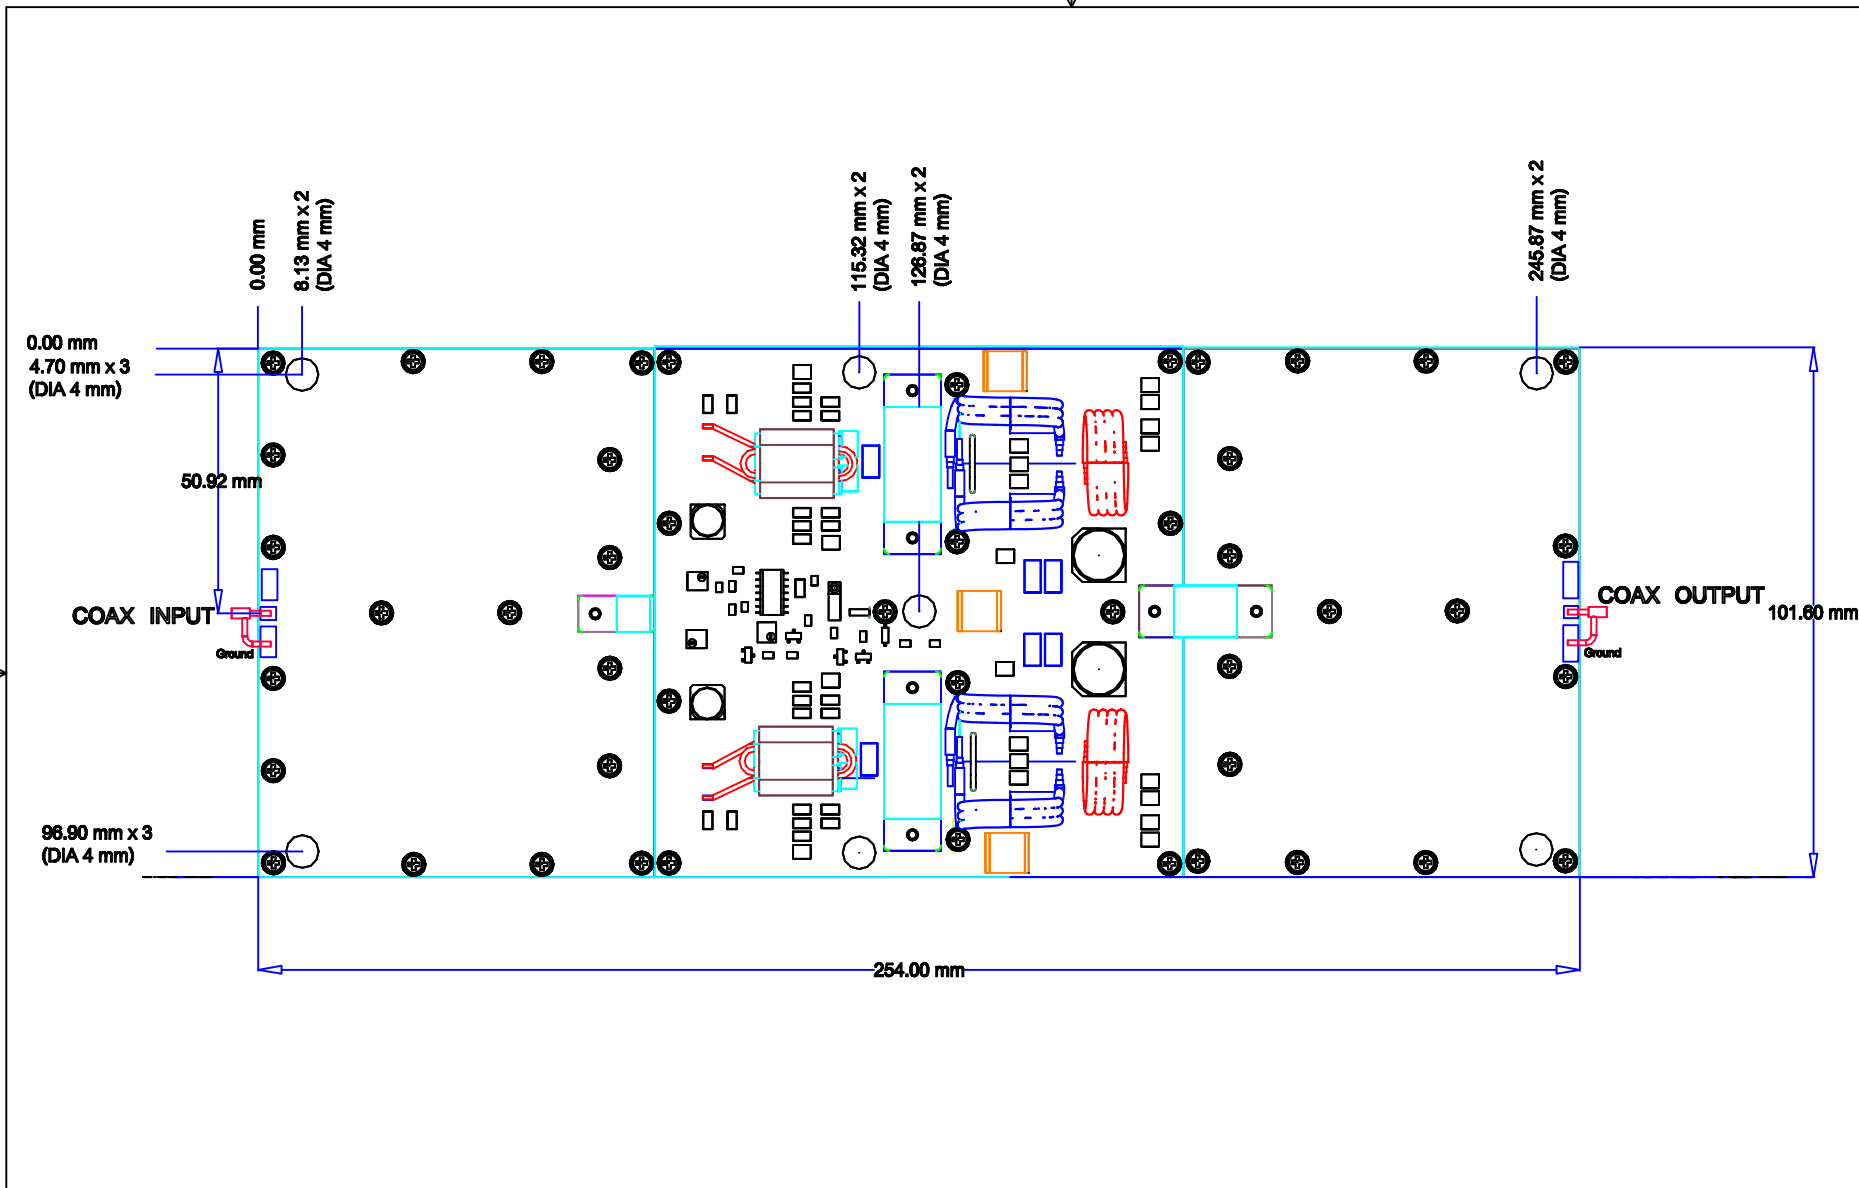 0.00 mm
8.13 mm x 2
(DIA 4 mm)
115.32 mm x 2
(DIA 4 mm)
126.87 mm x 2
(DIA 4 mm)
245.87 mm x 2
(DIA 4 mm)
0.00 mm
4.70 mm x 3
(DIA 4 mm)
50.92 mm
COAX INPUT
Ground
COAX OUTPUT
101.60 mm
Ground
96.90 mm x 3
(DIA 4 mm)
254.00 mm